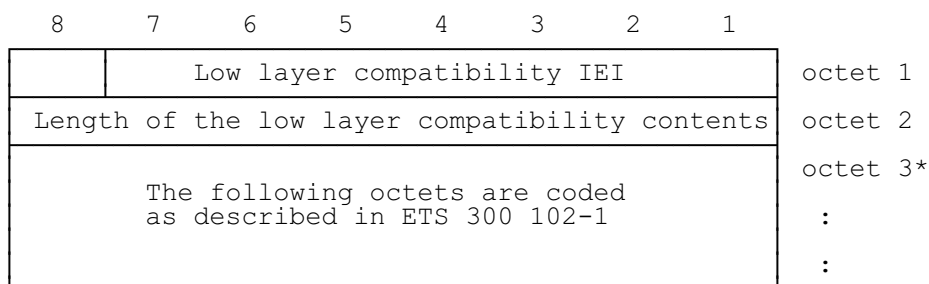 8 7 6 5 4 3 2 1
Low layer compatibility IEI octet 1
Length of the low layer compatibility contents octet 2
octet 3*
The following octets are coded
as described in ETS 300 102-1 :
: